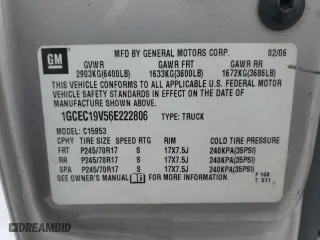 GM
MFD BY GENERAL MOTORS CORP. 02/06
GVWR GAWR FRT GAWR RR
2903KG(6400LB) 1633KG(3600LB) 1672KG(3686LB)
THIS VEHICLE CONFORMS TO ALL APPLICABLE U.S. FEDERAL MOTOR
VEHICLE SAFETY STANDARDS IN EFFECT ON THE DATE OF
MANUFACTURE SHOWN ABOVE.
1GCEC19V56E222806 TYPE: TRUCK
C15953
TIRE SIZE SPEED RTG RIM COLD TIRE PRESSURE
FRT P245/70R17 S 17X7.5J 240KPA(35PSI)
RR P245/70R17 S 17X7.5J 240KPA(35PSI)
SPA P245/70R17 S 17X7.5J 240KPA(35PSI)
SEE OWNER'S MANUAL FOR ADDITIONAL INFORMATION.
F 168
T 511